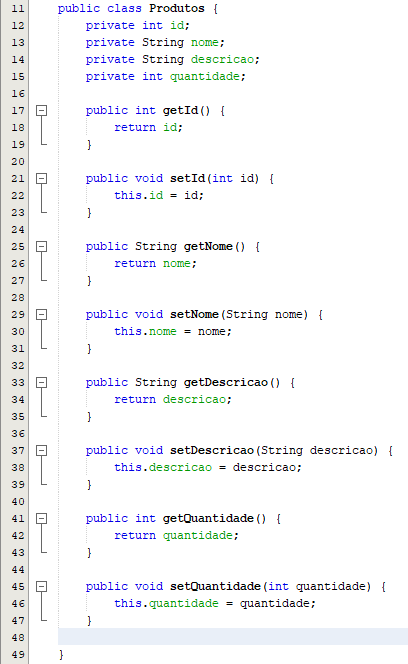 11 public class Produtos {
12     private int id;
13     private String nome;
14     private String descricao;
15     private int quantidade;
16
17     public int getId() {
18         return id;
19     }
20
21     public void setId(int id) {
22         this.id = id;
23     }
24
25     public String getNome() {
26         return nome;
27     }
28
29     public void setNome(String nome) {
30         this.nome = nome;
31     }
32
33     public String getDescricao() {
34         return descricao;
35     }
36
37     public void setDescricao(String descricao) {
38         this.descricao = descricao;
39     }
40
41     public int getQuantidade() {
42         return quantidade;
43     }
44
45     public void setQuantidade(int quantidade) {
46         this.quantidade = quantidade;
47     }
48
49 }